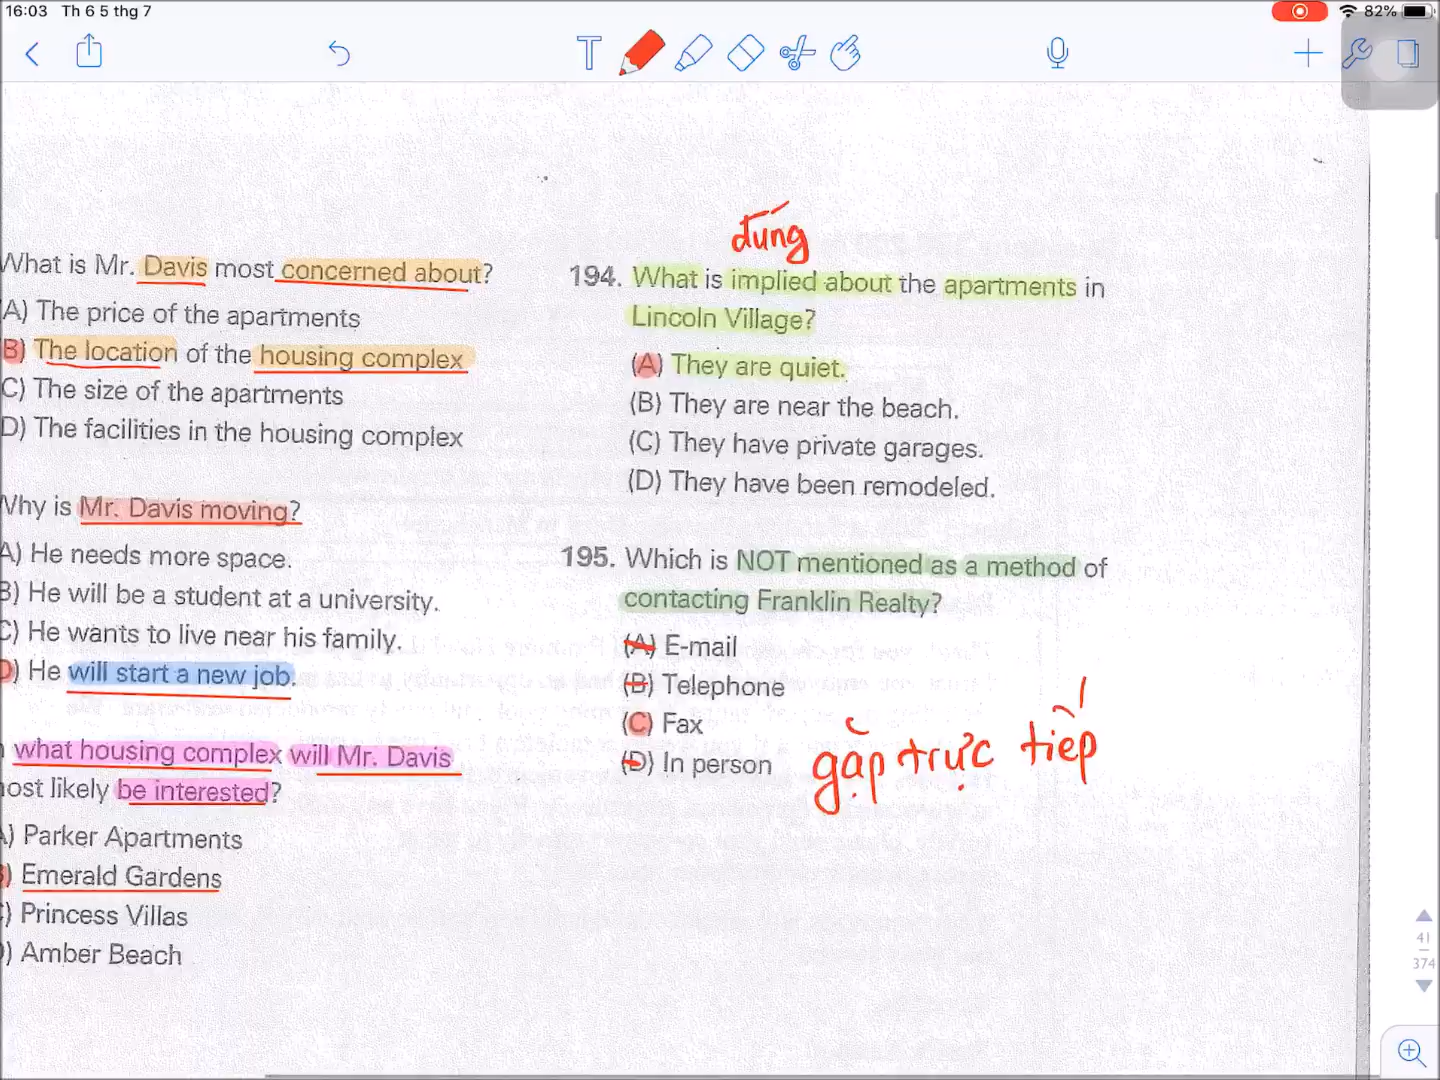 16:03 Th 6 5 thg 7
82%
What is Mr. Davis most concerned about?
A) The price of the apartments
B) The location of the housing complex
C) The size of the apartments
D) The facilities in the housing complex
Why is Mr. Davis moving?
A) He needs more space.
B) He will be a student at a university.
C) He wants to live near his family.
D) He will start a new job.
what housing complex will Mr. Davis
ost likely be interested?
) Parker Apartments
) Emerald Gardens
) Princess Villas
) Amber Beach
đúng
194. What is implied about the apartments in
Lincoln Village?
(A) They are quiet.
(B) They are near the beach.
(C) They have private garages.
(D) They have been remodeled.
195. Which is NOT mentioned as a method of
contacting Franklin Realty?
(A) E-mail
(B) Telephone
(C) Fax
(D) In person
gặp trực tiếp
41
374